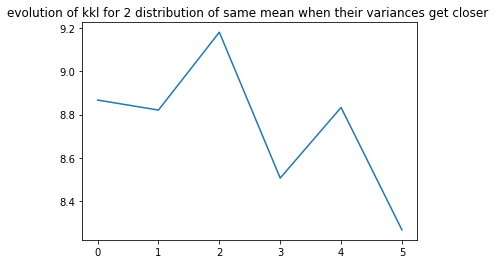 evolution of kkl for 2 distribution of same mean when their variances get closer
9.2
9.0
8.8
8.6
8.4
0 1 2 3 4 5